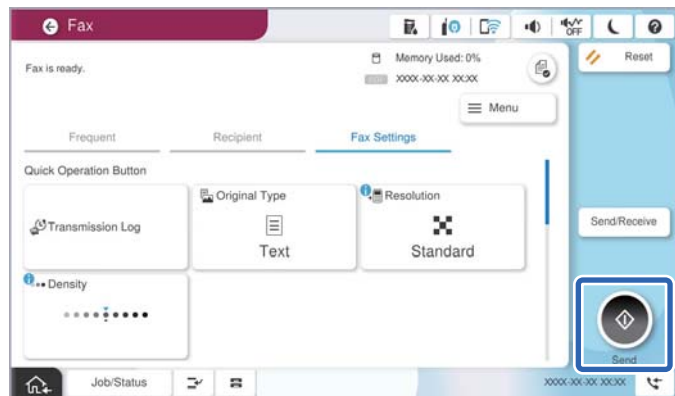 Fax
OFF
Fax is ready.
Memory Used: 0%
XXXX-XX-XX XX:XX
Reset
Menu
Frequent
Recipient
Fax Settings
Quick Operation Button
Transmission Log
Original Type
Text
Resolution
Standard
Send/Receive
Density
Send
Job/Status
XXXX-XX-XX XX:XX